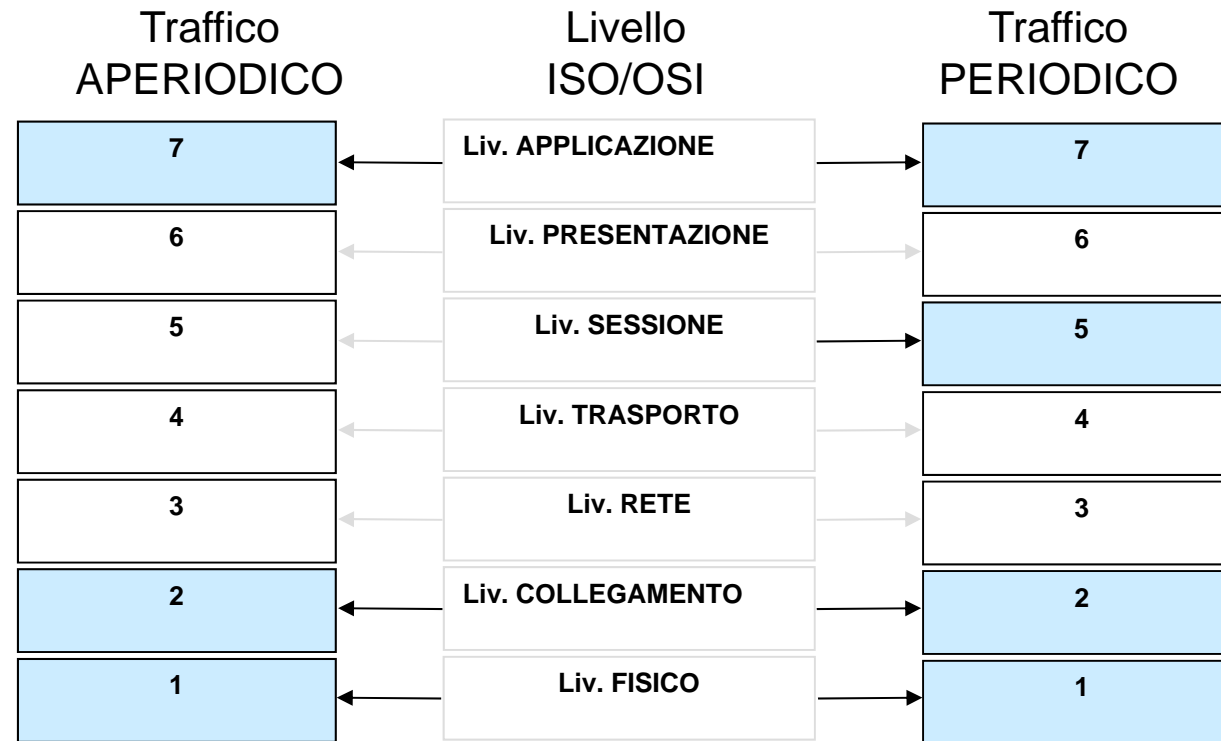 Traffico
APERIODICO
Livello
ISO/OSI
Traffico
PERIODICO
7
Liv. APPLICAZIONE
7
6
Liv. PRESENTAZIONE
6
5
Liv. SESSIONE
5
4
Liv. TRASPORTO
4
3
Liv. RETE
3
2
Liv. COLLEGAMENTO
2
1
Liv. FISICO
1